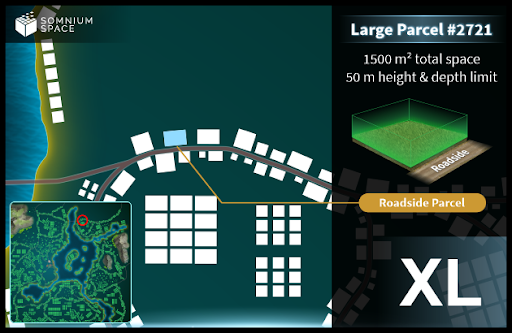 SOMNIUM
SPACE
Large Parcel #2721
1500 m² total space
50 m height & depth limit
Roadside
Roadside Parcel
XL